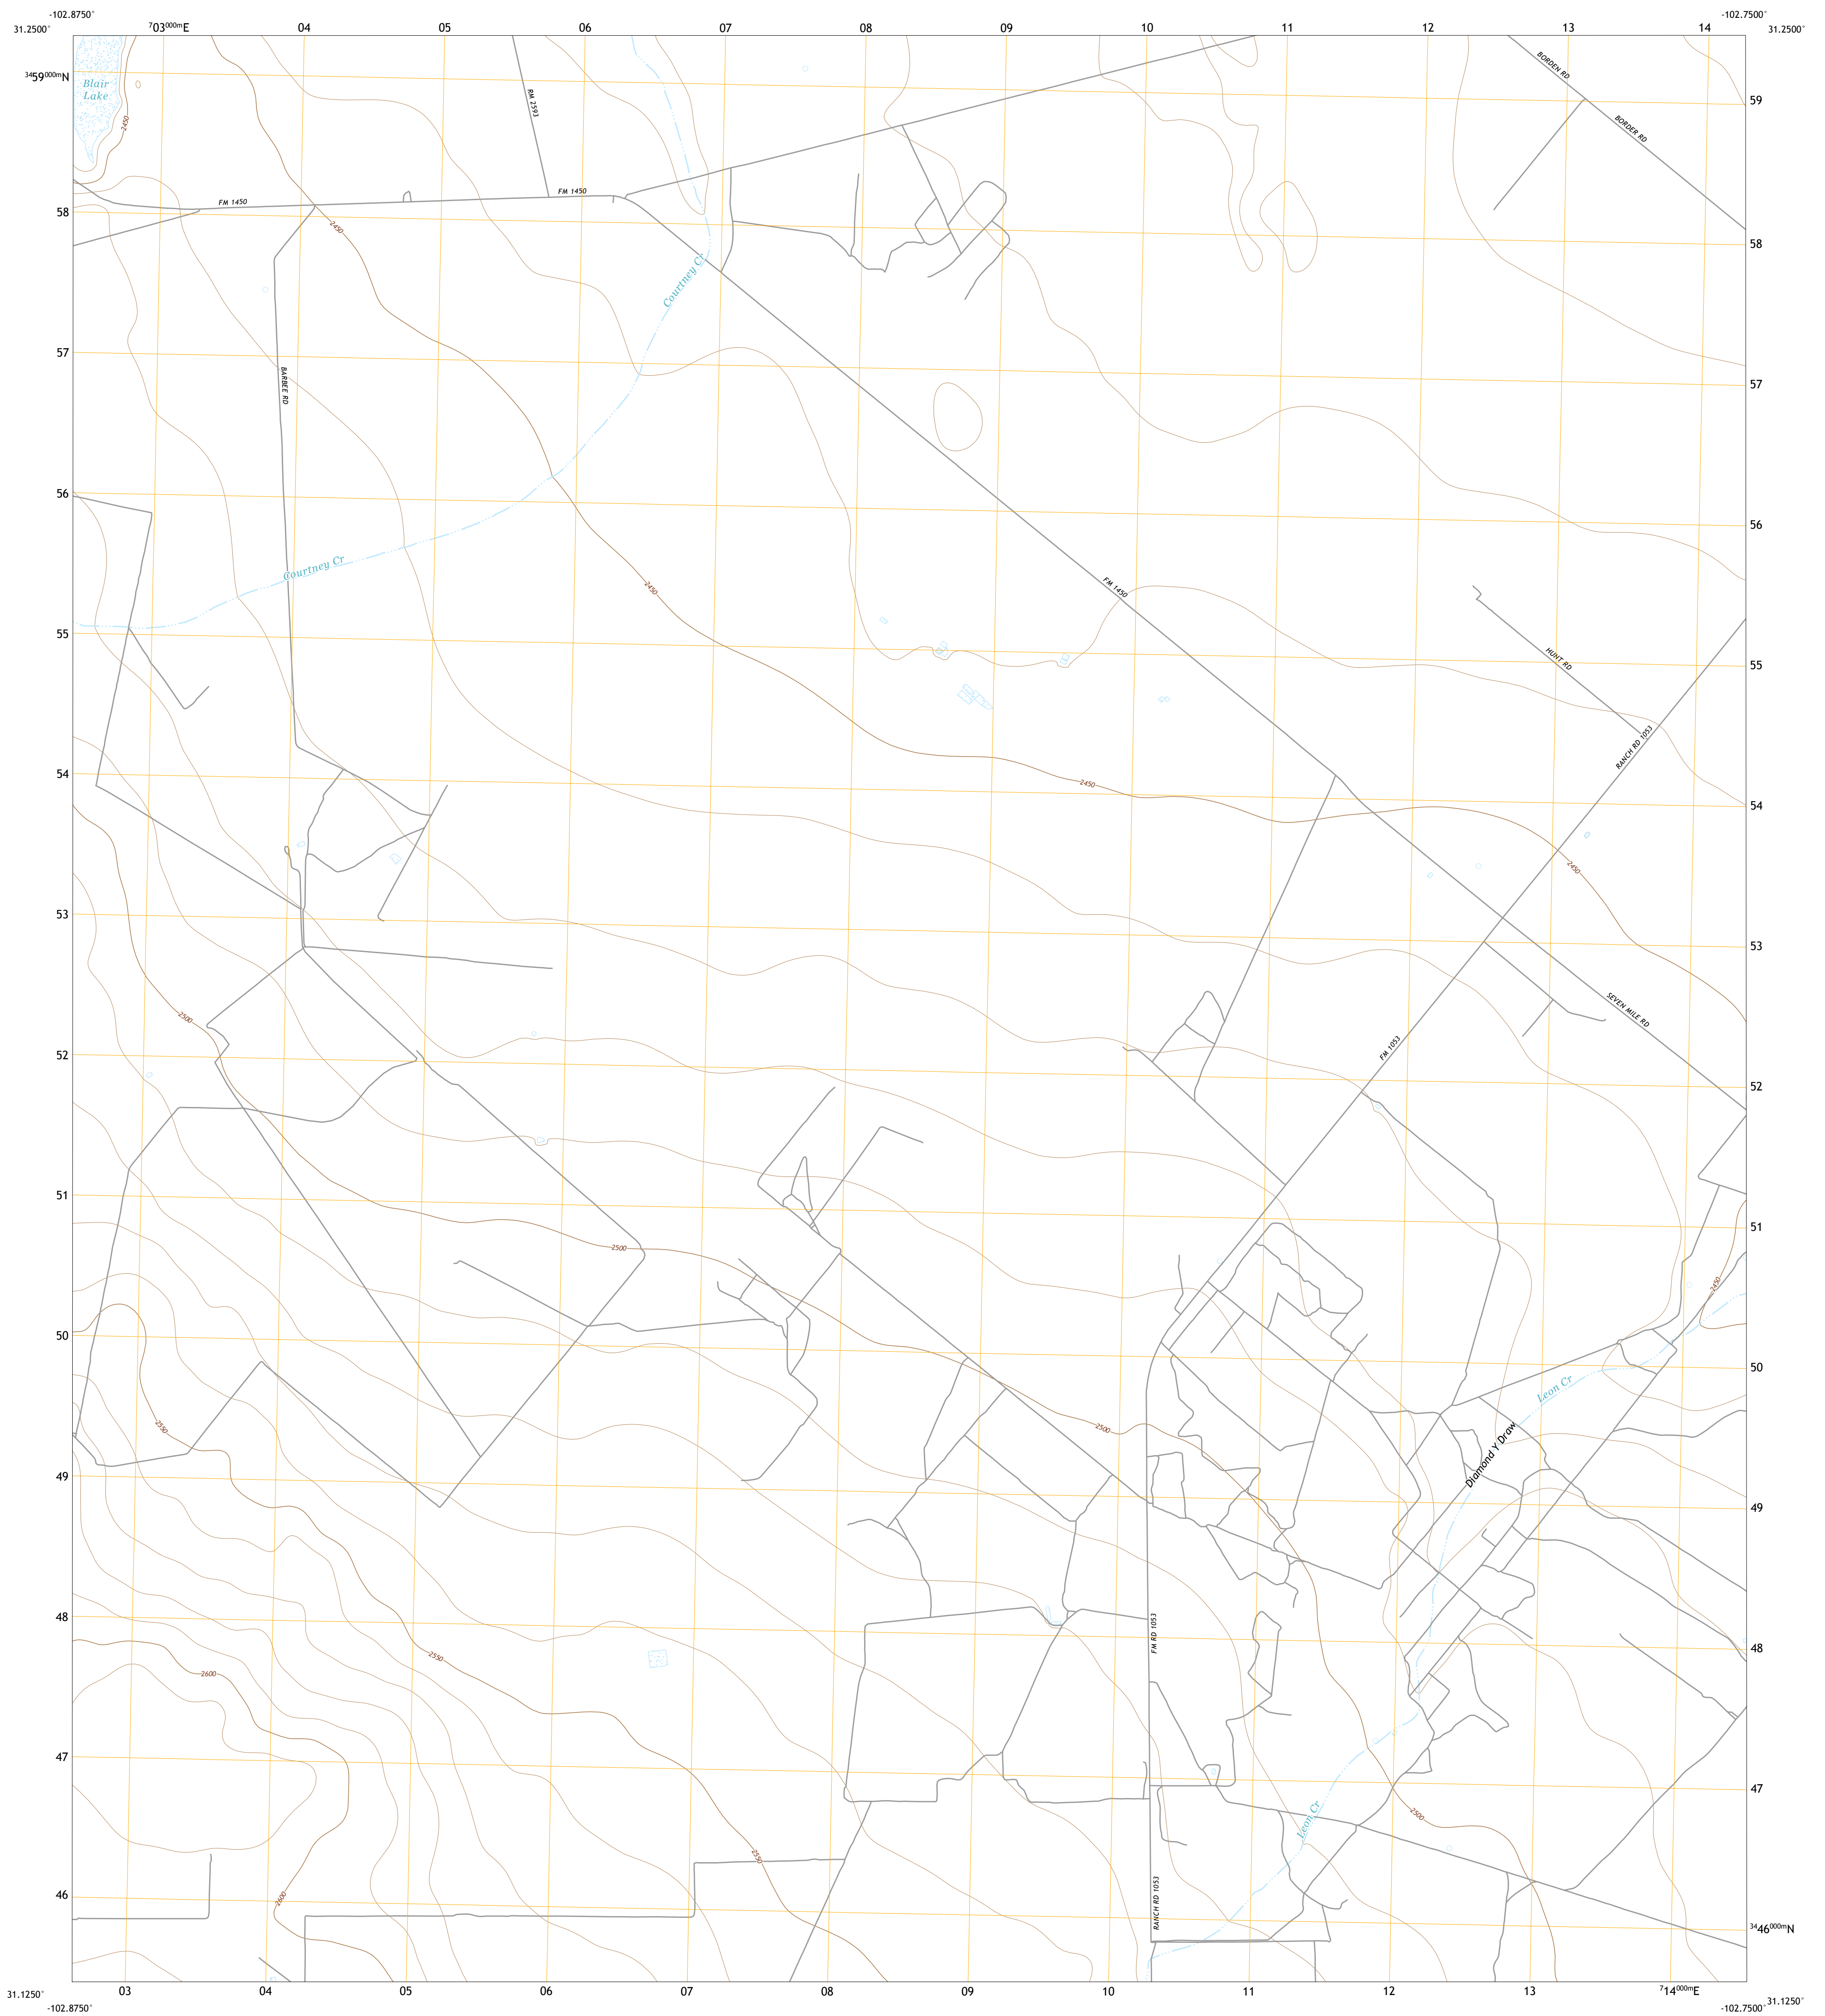 -102.8750°
-102.7500°
31.2500°
703000mE
04
05
06
07
08
09
10
11
12
13
14
31.2500°
3459000mN
Blair
Lake
2450
RM 2593
BORDEN RD
59
BORDER RD
FM 1450
FM 1450
58
2450
58
Courtney Cr
57
BARBEE RD
57
56
56
Courtney Cr
2450
FM 1450
55
HUNT RD
55
RANCH RD 1053
54
2450
54
2450
53
53
2500
SEVEN MILE RD
FM 1053
52
52
51
51
2500
2450
50
50
Leon Cr
2550
2500
Diamond Y Draw
49
49
48
FM RD 1053
48
2550
2600
47
47
2500
Leon Cr
2550
46
2600
RANCH RD 1053
3446000mN
31.1250°
03
04
05
06
07
08
09
10
11
12
13
714000mE
31.1250°
-102.8750°
-102.7500°